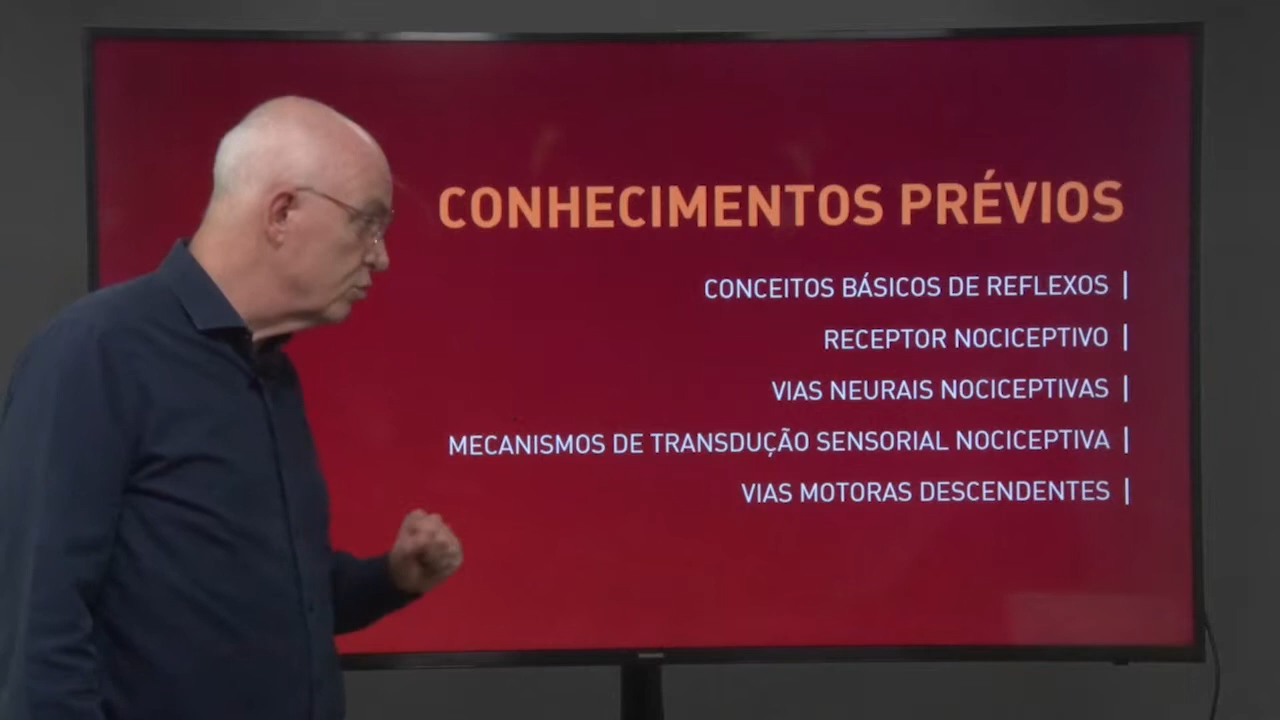 CONHECIMENTOS PRÉVIOS
CONCEITOS BÁSICOS DE REFLEXOS |
RECEPTOR NOCICEPTIVO |
VIAS NEURAIS NOCICEPTIVAS |
MECANISMOS DE TRANSDUÇÃO SENSORIAL NOCICEPTIVA |
VIAS MOTORAS DESCENDENTES |